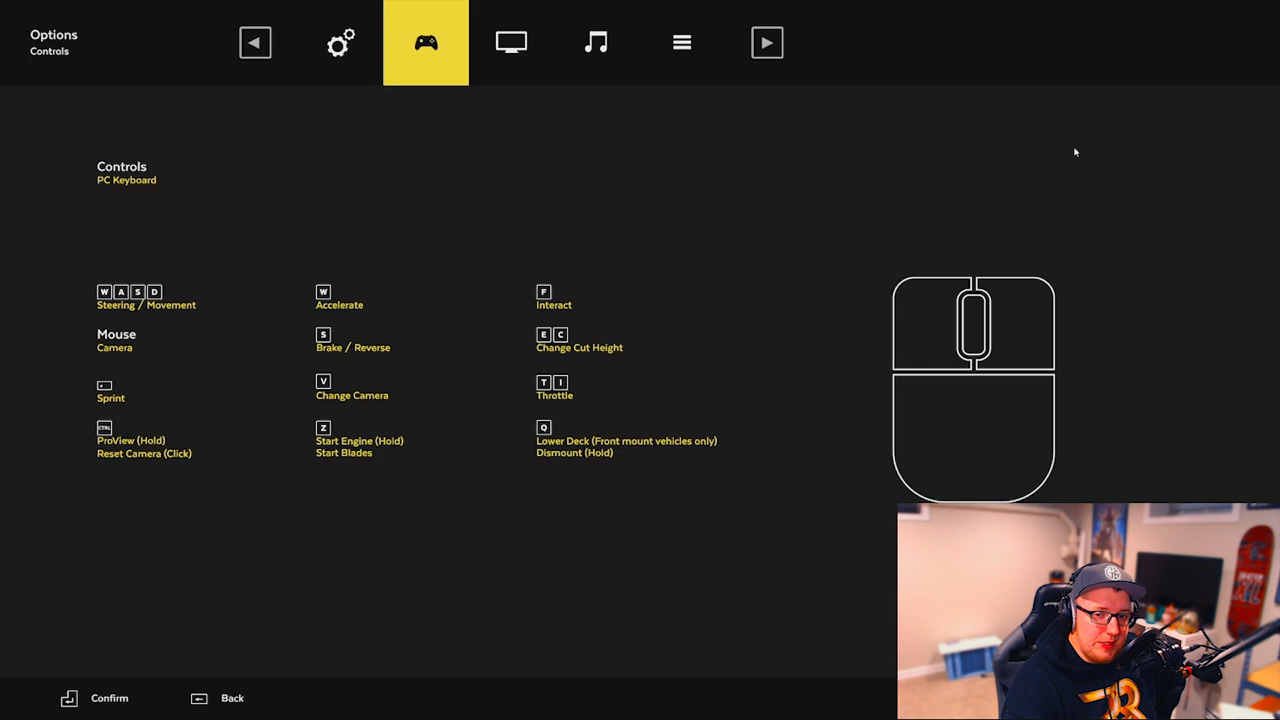 Options
Controls
Controls
PC Keyboard
W A S D
Steering / Movement
Mouse
Camera
Sprint
CTRL
ProView (Hold)
Reset Camera (Click)
W
Accelerate
S
Brake / Reverse
V
Change Camera
Z
Start Engine (Hold)
Start Blades
F
Interact
E C
Change Cut Height
T I
Throttle
Q
Lower Deck (Front mount vehicles only)
Dismount (Hold)
Confirm
Back